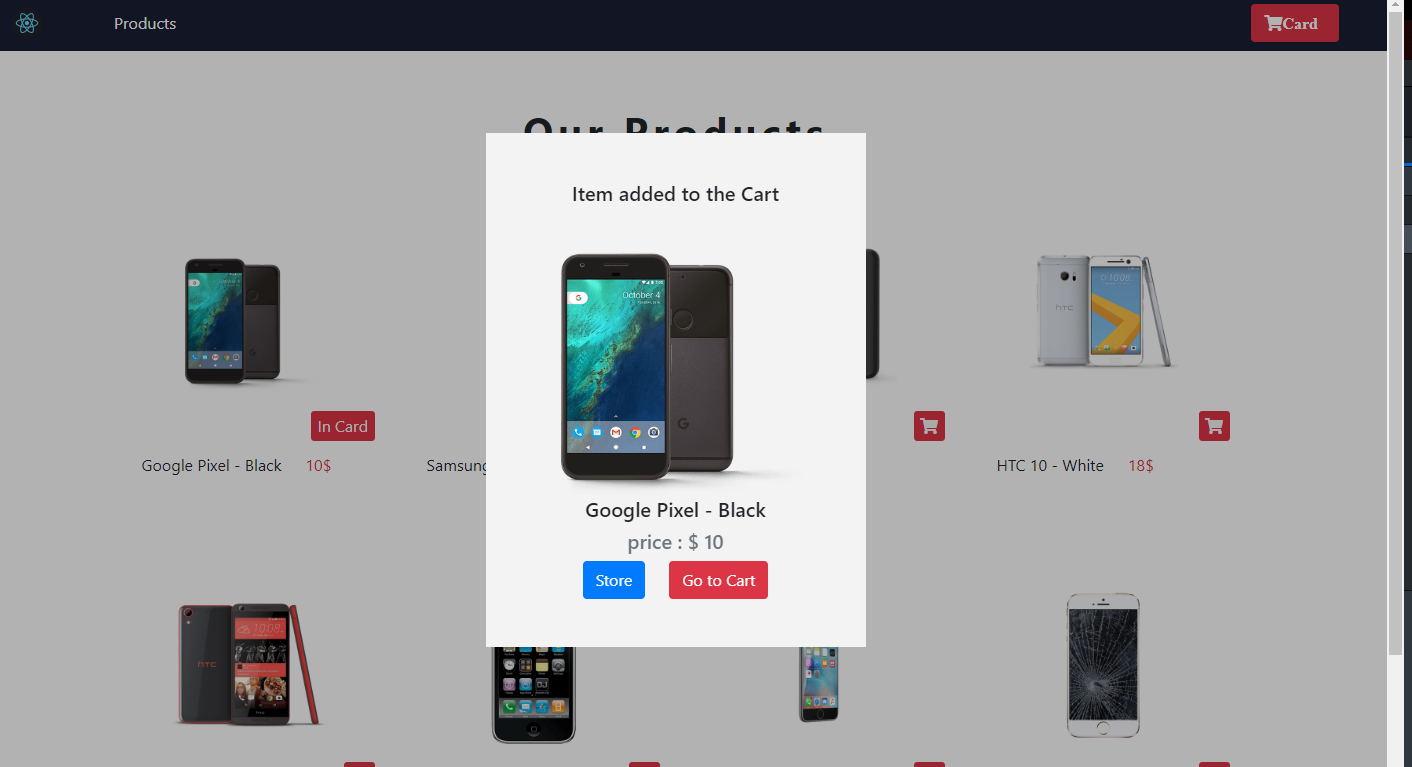 Products
Card
Our Products
Item added to the Cart
October 4
In Card
Google Pixel - Black 10$
Samsung
HTC 10 - White 18$
Google Pixel - Black
price : $ 10
Store
Go to Cart
hTC